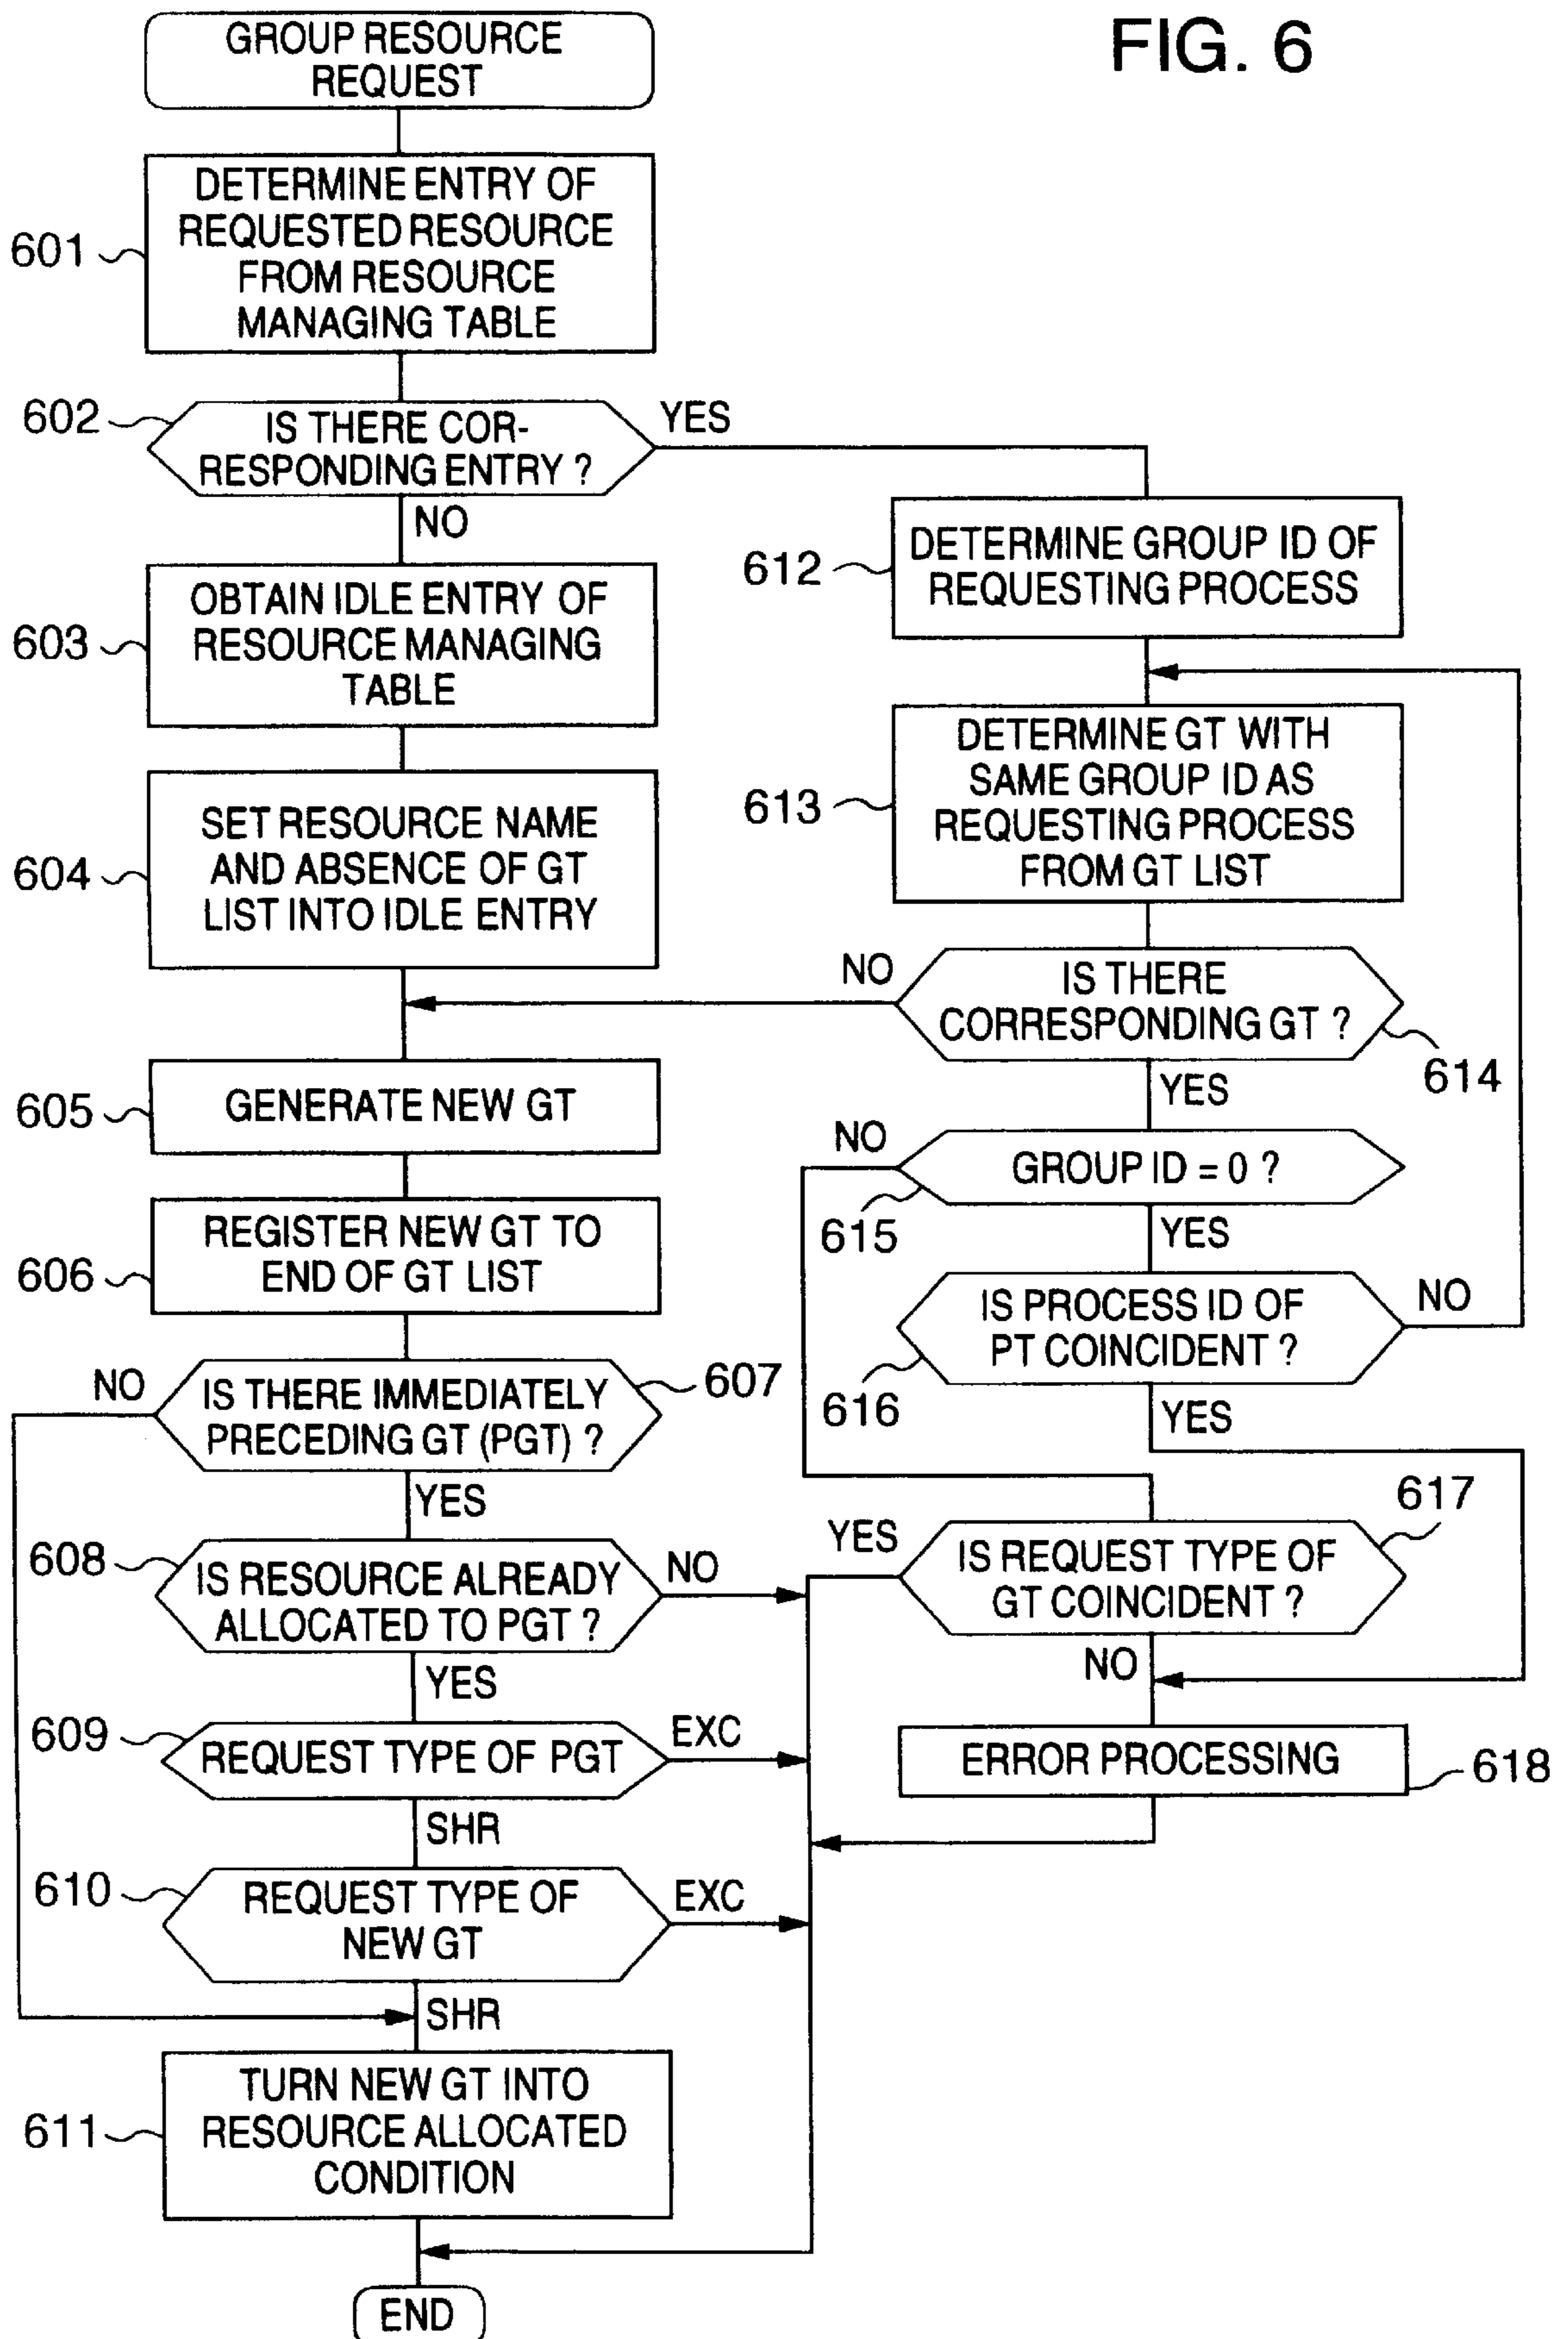 FIG. 6
GROUP RESOURCE
REQUEST
601
DETERMINE ENTRY OF
REQUESTED RESOURCE
FROM RESOURCE
MANAGING TABLE
602
IS THERE COR-
RESPONDING ENTRY ?
YES
NO
603
OBTAIN IDLE ENTRY OF
RESOURCE MANAGING
TABLE
604
SET RESOURCE NAME
AND ABSENCE OF GT
LIST INTO IDLE ENTRY
605
GENERATE NEW GT
606
REGISTER NEW GT TO
END OF GT LIST
NO
IS THERE IMMEDIATELY
PRECEDING GT (PGT) ?
607
YES
608
IS RESOURCE ALREADY
ALLOCATED TO PGT ?
NO
YES
609
REQUEST TYPE OF PGT
EXC
SHR
610
REQUEST TYPE OF
NEW GT
EXC
SHR
611
TURN NEW GT INTO
RESOURCE ALLOCATED
CONDITION
END
612
DETERMINE GROUP ID OF
REQUESTING PROCESS
613
DETERMINE GT WITH
SAME GROUP ID AS
REQUESTING PROCESS
FROM GT LIST
NO
IS THERE
CORRESPONDING GT ?
614
YES
NO
GROUP ID = 0 ?
615
YES
IS PROCESS ID OF
PT COINCIDENT ?
NO
616
YES
617
YES
IS REQUEST TYPE OF
GT COINCIDENT ?
NO
ERROR PROCESSING
618